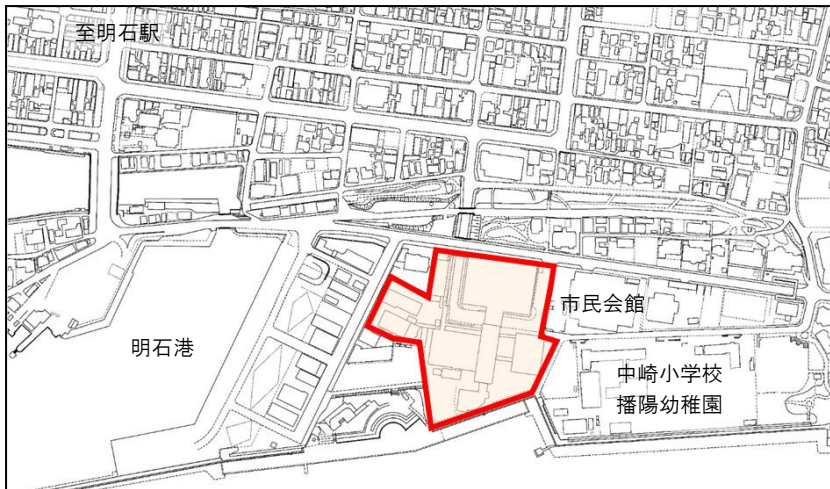 至明石駅
市民会館
明石港
中崎小学校
播陽幼稚園